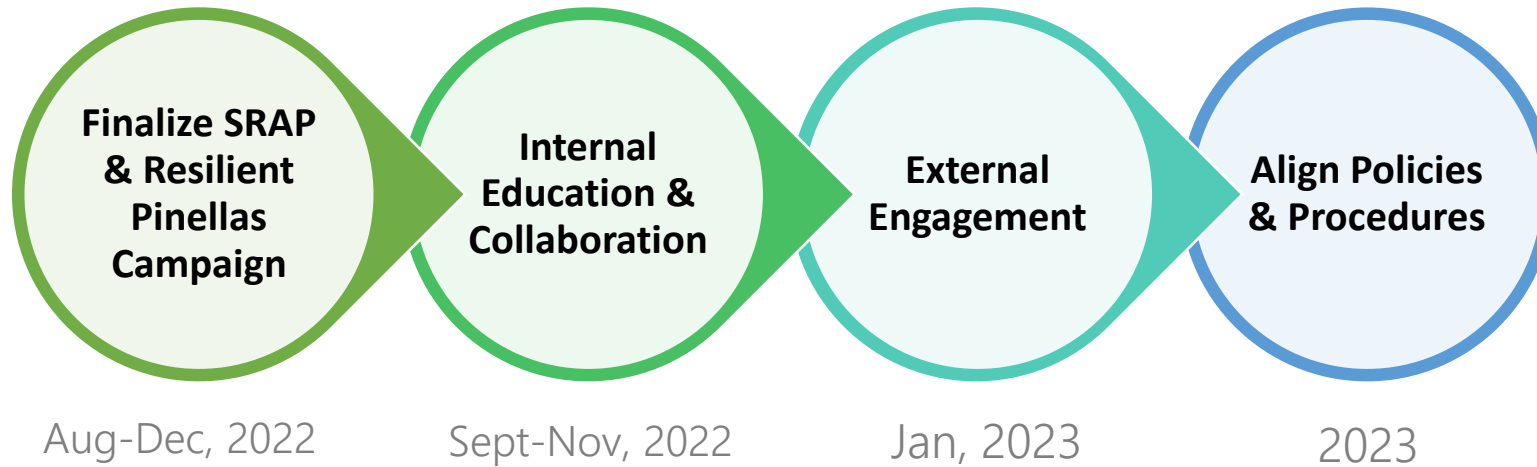 Finalize SRAP
& Resilient
Pinellas
Campaign
Internal
Education &
Collaboration
External
Engagement
Align Policies
& Procedures
Aug-Dec, 2022
Sept-Nov, 2022
Jan, 2023
2023